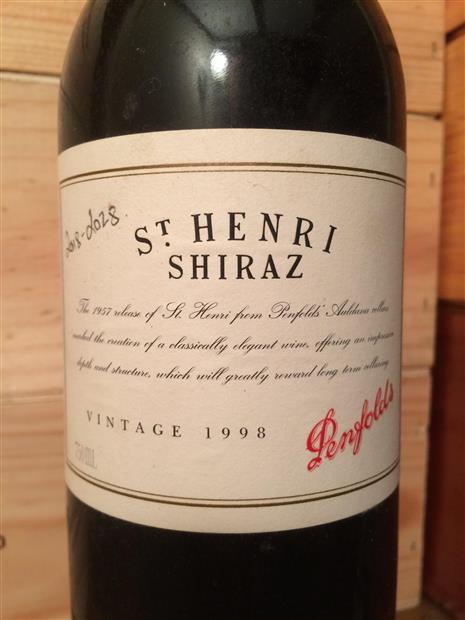 2018-2028.
ST. HENRI
SHIRAZ
The 1957 release of St. Henri from Penfolds' Auldana cellars
marked the creation of a classically elegant wine, offering an impressive
depth and structure, which will greatly reward long term cellaring
VINTAGE 1998
Penfolds
750mL